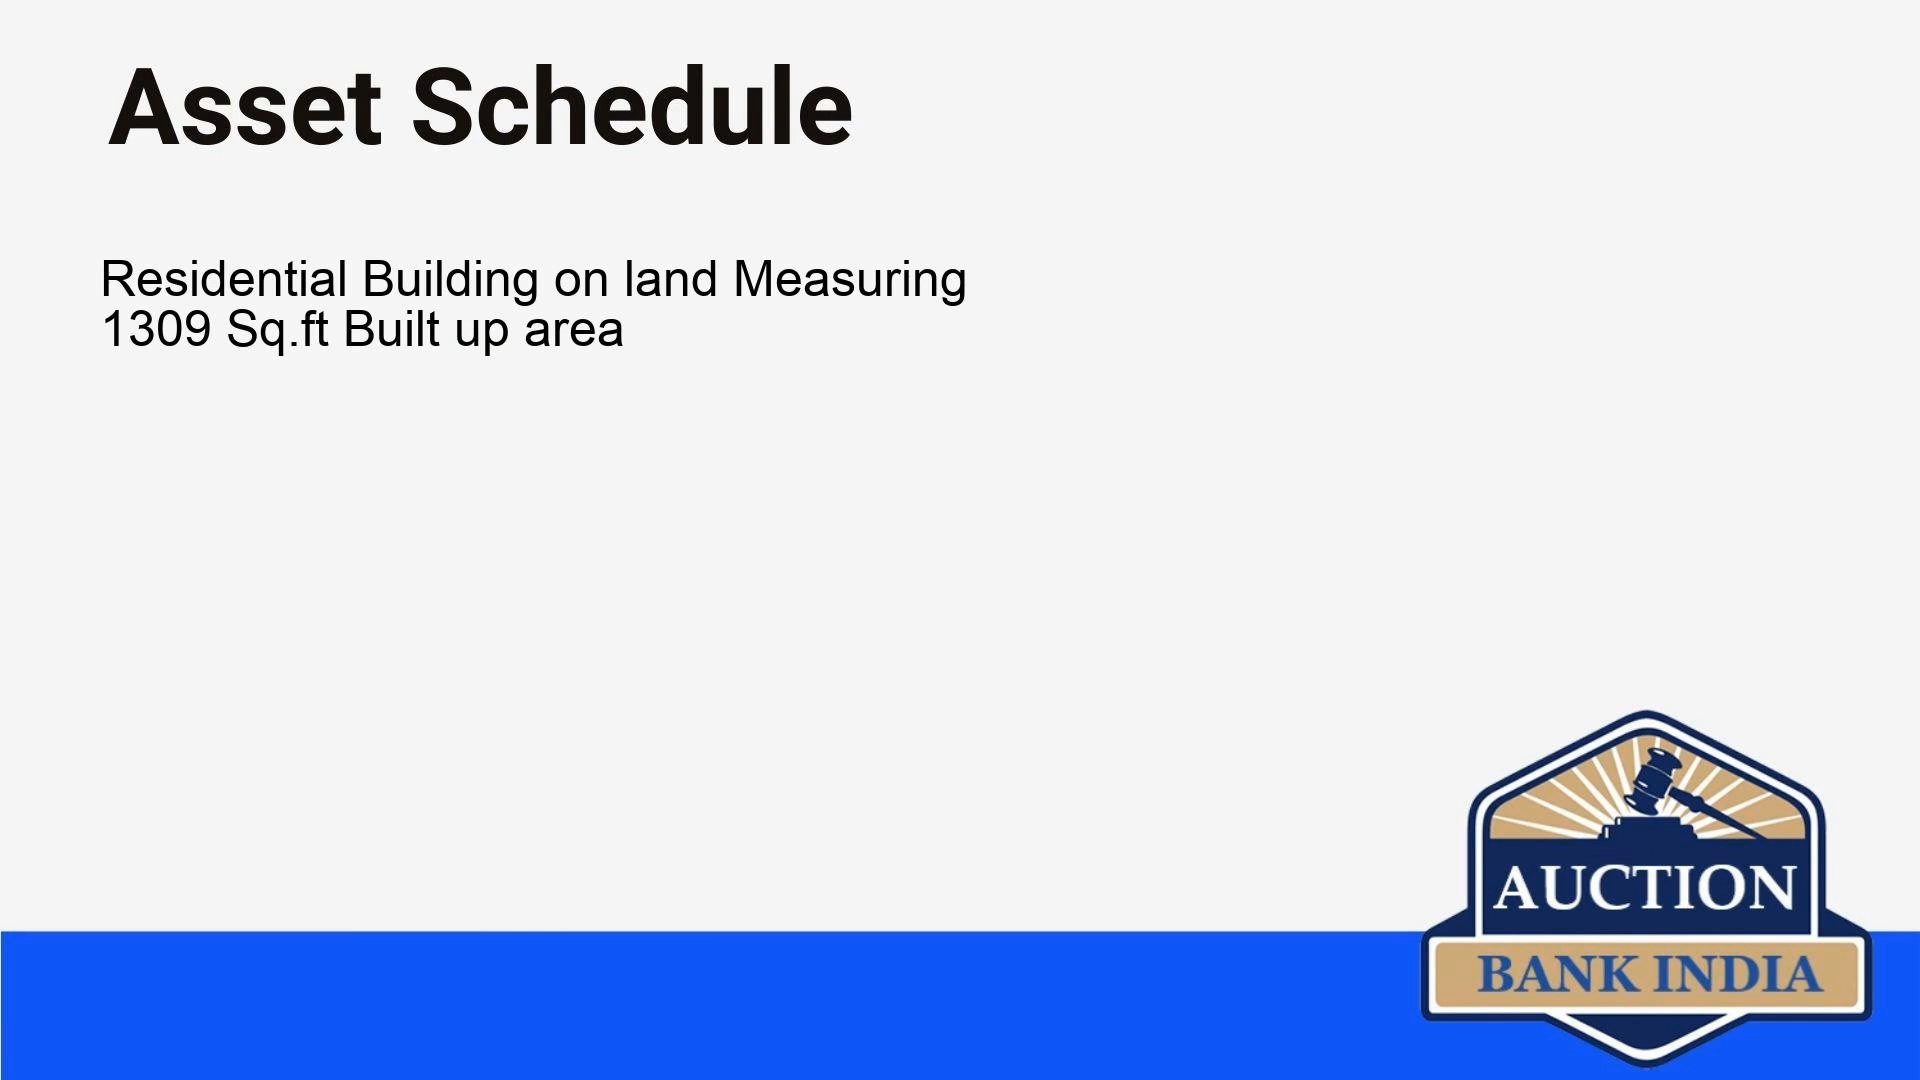 Asset Schedule
Residential Building on land Measuring
1309 Sq.ft Built up area
AUCTION
BANK INDIA